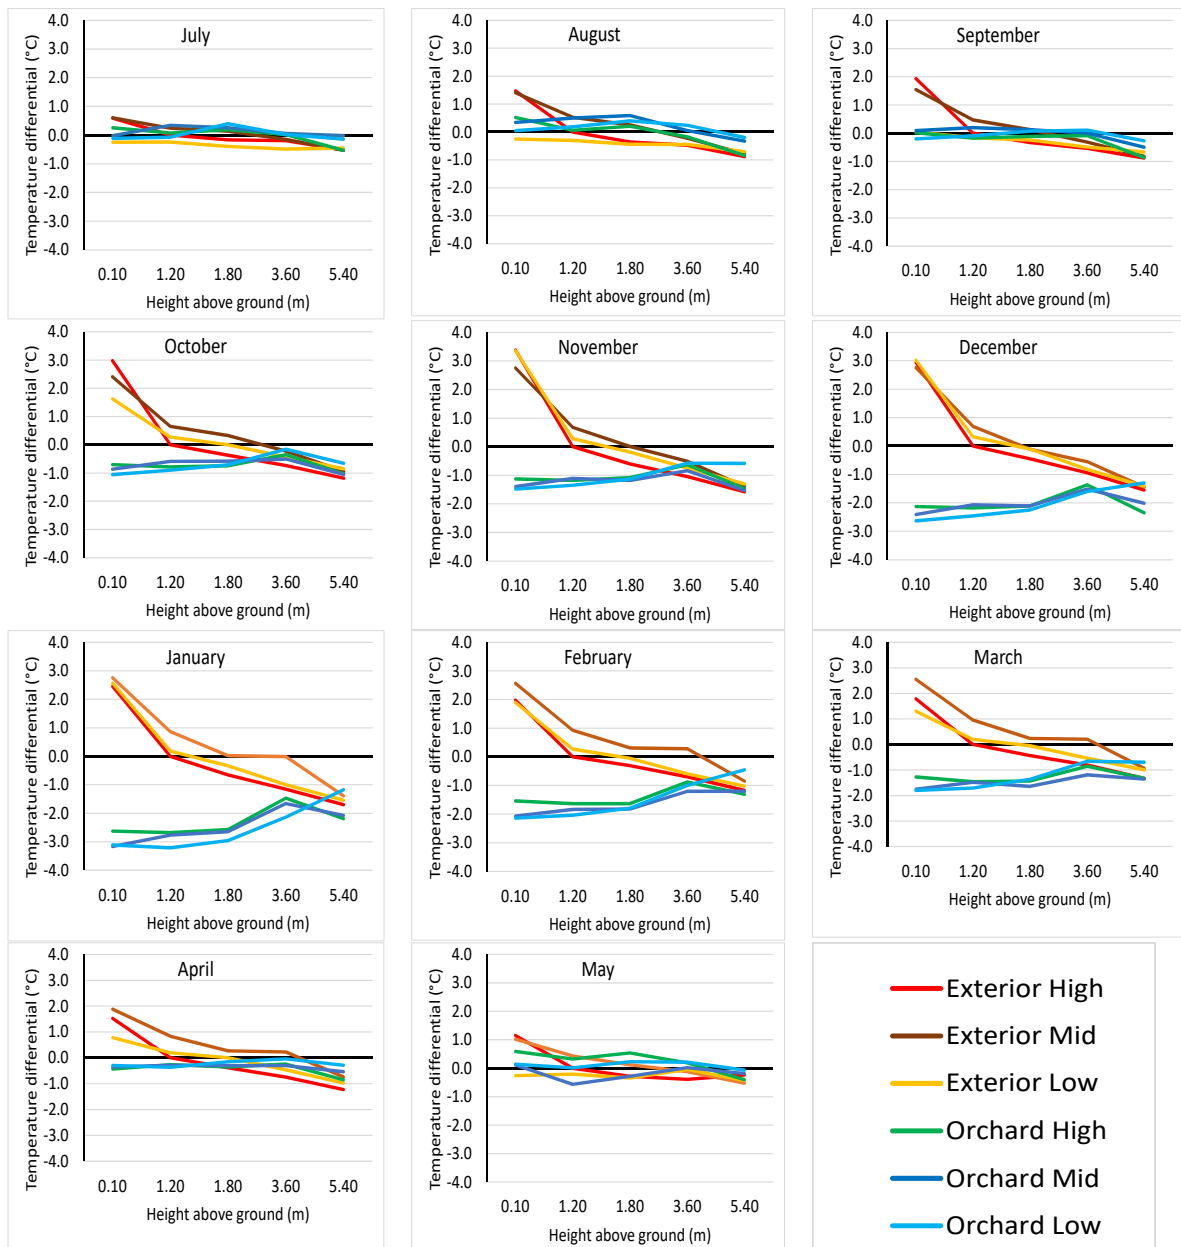 July
Temperature differential (°C)
4.0
3.0
2.0
1.0
0.0
-1.0
-2.0
-3.0
-4.0
0.10 1.20 1.80 3.60 5.40
Height above ground (m)
August
Temperature differential (°C)
4.0
3.0
2.0
1.0
0.0
-1.0
-2.0
-3.0
-4.0
0.10 1.20 1.80 3.60 5.40
Height above ground (m)
September
Temperature differential (°C)
4.0
3.0
2.0
1.0
0.0
-1.0
-2.0
-3.0
-4.0
0.10 1.20 1.80 3.60 5.40
Height above ground (m)
October
Temperature differential (°C)
4.0
3.0
2.0
1.0
0.0
-1.0
-2.0
-3.0
-4.0
0.10 1.20 1.80 3.60 5.40
Height above ground (m)
November
Temperature differential (°C)
4.0
3.0
2.0
1.0
0.0
-1.0
-2.0
-3.0
-4.0
0.10 1.20 1.80 3.60 5.40
Height above ground (m)
December
Temperature differential (°C)
4.0
3.0
2.0
1.0
0.0
-1.0
-2.0
-3.0
-4.0
0.10 1.20 1.80 3.60 5.40
Height above ground (m)
January
Temperature differential (°C)
4.0
3.0
2.0
1.0
0.0
-1.0
-2.0
-3.0
-4.0
0.10 1.20 1.80 3.60 5.40
Height above ground (m)
February
Temperature differential (°C)
4.0
3.0
2.0
1.0
0.0
-1.0
-2.0
-3.0
-4.0
0.10 1.20 1.80 3.60 5.40
Height above ground (m)
March
Temperature differential (°C)
4.0
3.0
2.0
1.0
0.0
-1.0
-2.0
-3.0
-4.0
0.10 1.20 1.80 3.60 5.40
Height above ground (m)
April
Temperature differential (°C)
4.0
3.0
2.0
1.0
0.0
-1.0
-2.0
-3.0
-4.0
0.10 1.20 1.80 3.60 5.40
Height above ground (m)
May
Temperature differential (°C)
4.0
3.0
2.0
1.0
0.0
-1.0
-2.0
-3.0
-4.0
0.10 1.20 1.80 3.60 5.40
Height above ground (m)
Exterior High
Exterior Mid
Exterior Low
Orchard High
Orchard Mid
Orchard Low